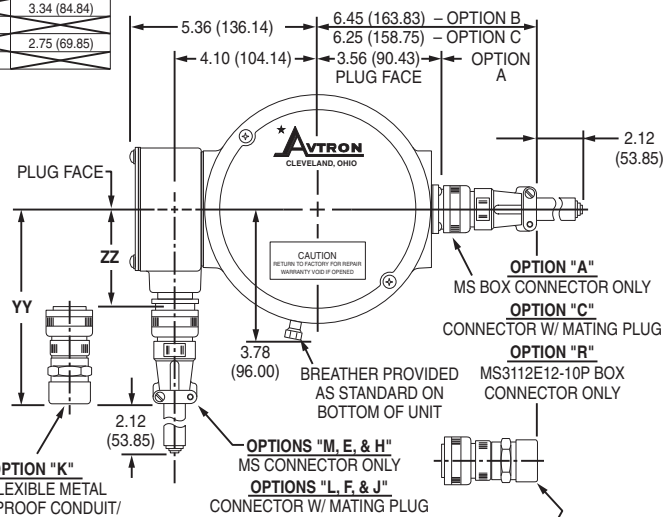 3.34 (84.84)
2.75 (69.85)
5.36 (136.14)
6.45 (163.83) – OPTION B
6.25 (158.75) – OPTION C
4.10 (104.14)
3.56 (90.43)
PLUG FACE
OPTION
A
2.12
(53.85)
AVTRON
CLEVELAND, OHIO
PLUG FACE
ZZ
YY
CAUTION
RETURN TO FACTORY FOR REPAIR
WARRANTY VOID IF OPENED
OPTION "A"
MS BOX CONNECTOR ONLY
OPTION "C"
CONNECTOR W/ MATING PLUG
OPTION "R"
MS3112E12-10P BOX
CONNECTOR ONLY
3.78
(96.00)
BREATHER PROVIDED
AS STANDARD ON
BOTTOM OF UNIT
2.12
(53.85)
OPTIONS "M, E, & H"
MS CONNECTOR ONLY
OPTIONS "L, F, & J"
CONNECTOR W/ MATING PLUG
PTION "K"
LEXIBLE METAL
PROOF CONDUIT/